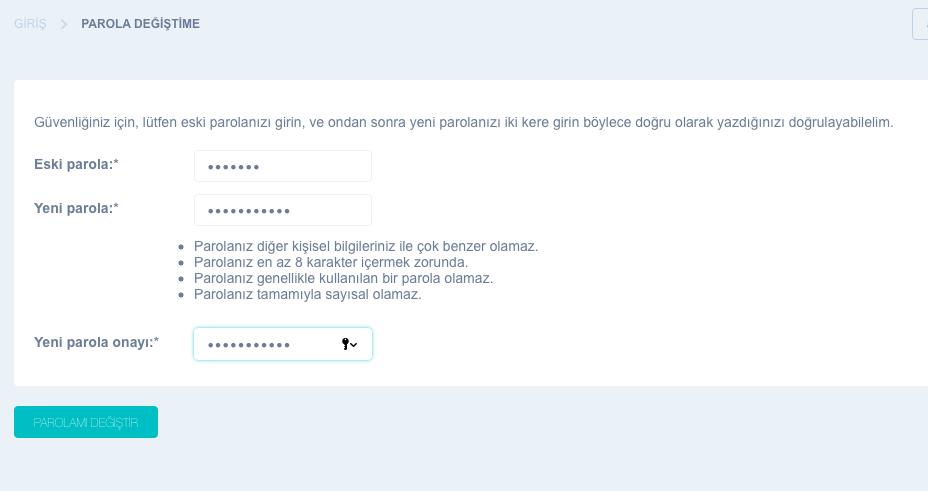 GİRİŞ > PAROLA DEĞİŞTİME
Güvenliğiniz için, lütfen eski parolanızı girin, ve ondan sonra yeni parolanızı iki kere girin böylece doğru olarak yazdığınızı doğrulayabilelim.
Eski parola:* •••••••
Yeni parola:* •••••••••••
• Parolanız diğer kişisel bilgileriniz ile çok benzer olamaz.
• Parolanız en az 8 karakter içermek zorunda.
• Parolanız genellikle kullanılan bir parola olamaz.
• Parolanız tamamıyla sayısal olamaz.
Yeni parola onayı:* •••••••••••
PAROLAMI DEĞİŞTİR